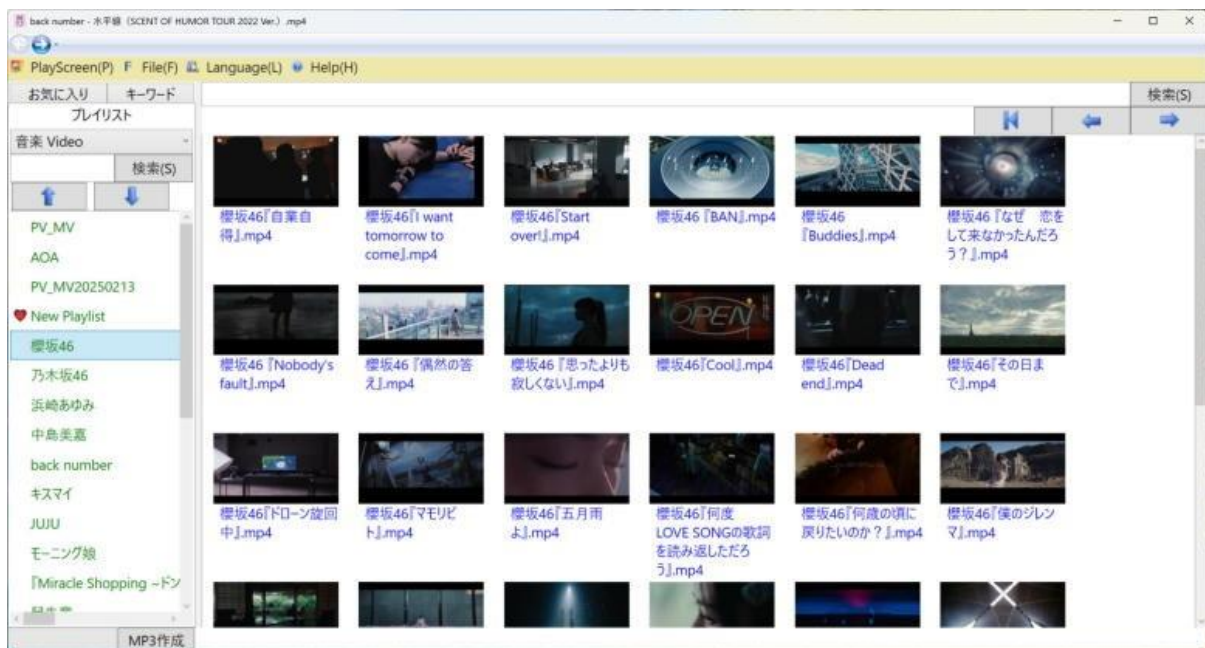 back number - 水平線（SCENT OF HUMOR TOUR 2022 Ver.）.mp4
PlayScreen(P) F File(F) Language(L) Help(H)
お気に入り キーワード
検索(S)
プレイリスト
音楽 Video
検索(S)
PV_MV
AOA
PV_MV20250213
New Playlist
櫻坂46
乃木坂46
浜崎あゆみ
中島美嘉
back number
キスマイ
JUJU
モーニング娘
『Miracle Shopping ~ドン
MP3作成
櫻坂46『自業自
得』.mp4
櫻坂46『I want
tomorrow to
come』.mp4
櫻坂46『Start
over!』.mp4
櫻坂46『BAN』.mp4
櫻坂46
『Buddies』.mp4
櫻坂46『なぜ　恋を
して来なかったんだろ
う？』.mp4
櫻坂46『Nobody's
fault』.mp4
櫻坂46『偶然の答
え』.mp4
OPEN
櫻坂46『思ったよりも
寂しくない』.mp4
櫻坂46『Cool』.mp4
櫻坂46『Dead
end』.mp4
櫻坂46『その日ま
で』.mp4
櫻坂46『ドローン旋回
中』.mp4
櫻坂46『マモリビ
ト』.mp4
櫻坂46『五月雨
よ』.mp4
櫻坂46『何度
LOVE SONGの歌詞
を読み返しただろ
う』.mp4
櫻坂46『何歳の頃に
戻りたいのか？』.mp4
櫻坂46『僕のジレン
マ』.mp4